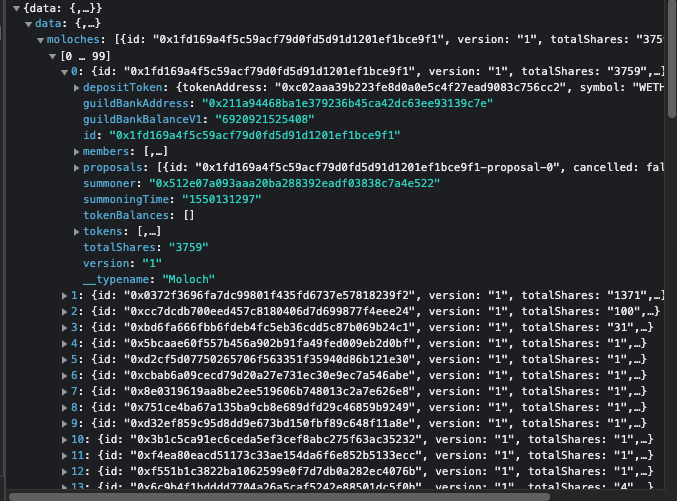 {data: {,…}}
data: {,…}
moloches: [{id: "0x1fd169a4f5c59acf79d0fd5d91d1201ef1bce9f1", version: "1", totalShares: "3759
[0 … 99]
0: {id: "0x1fd169a4f5c59acf79d0fd5d91d1201ef1bce9f1", version: "1", totalShares: "3759",…}
depositToken: {tokenAddress: "0xc02aaa39b223fe8d0a0e5c4f27ead9083c756cc2", symbol: "WETH
guildBankAddress: "0x211a94468ba1e379236b45ca42dc63ee93139c7e"
guildBankBalanceV1: "6920921525408"
id: "0x1fd169a4f5c59acf79d0fd5d91d1201ef1bce9f1"
members: [,…]
proposals: [{id: "0x1fd169a4f5c59acf79d0fd5d91d1201ef1bce9f1-proposal-0", cancelled: fal
summoner: "0x512e07a093aaa20ba288392eadf03838c7a4e522"
summoningTime: "1550131297"
tokenBalances: []
tokens: [,…]
totalShares: "3759"
version: "1"
__typename: "Moloch"
1: {id: "0x0372f3696fa7dc99801f435fd6737e57818239f2", version: "1", totalShares: "1371",…}
2: {id: "0xcc7dcdb700eed457c8180406d7d699877f4eee24", version: "1", totalShares: "100",…}
3: {id: "0xbd6fa666fbb6fdeb4fc5eb36cdd5c87b069b24c1", version: "1", totalShares: "31",…}
4: {id: "0x5bcaae60f557b456a902b91fa49fed009eb2d0bf", version: "1", totalShares: "1",…}
5: {id: "0xd2cf5d07750265706f563351f35940d86b121e30", version: "1", totalShares: "1",…}
6: {id: "0xcbab6a09cecd79d20a27e731ec30e9ec7a546abe", version: "1", totalShares: "1",…}
7: {id: "0x8e0319619aa8be2ee519606b748013c2a7e626e8", version: "1", totalShares: "1",…}
8: {id: "0x751ce4ba67a135ba9cb8e689dfd29c46859b9249", version: "1", totalShares: "1",…}
9: {id: "0xd32ef859c95d8dd9e673bd150fbf89c648f11a8e", version: "1", totalShares: "1",…}
10: {id: "0x3b1c5ca91ec6ceda5ef3cef8abc275f63ac35232", version: "1", totalShares: "1",…}
11: {id: "0xf4ea80eacd51173c33ae154da6f6e852b5133ecc", version: "1", totalShares: "1",…}
12: {id: "0xf551b1c3822ba1062599e0f7d7db0a282ec4076b", version: "1", totalShares: "1",…}
13: {id: version: "1", totalShares: "4",…}